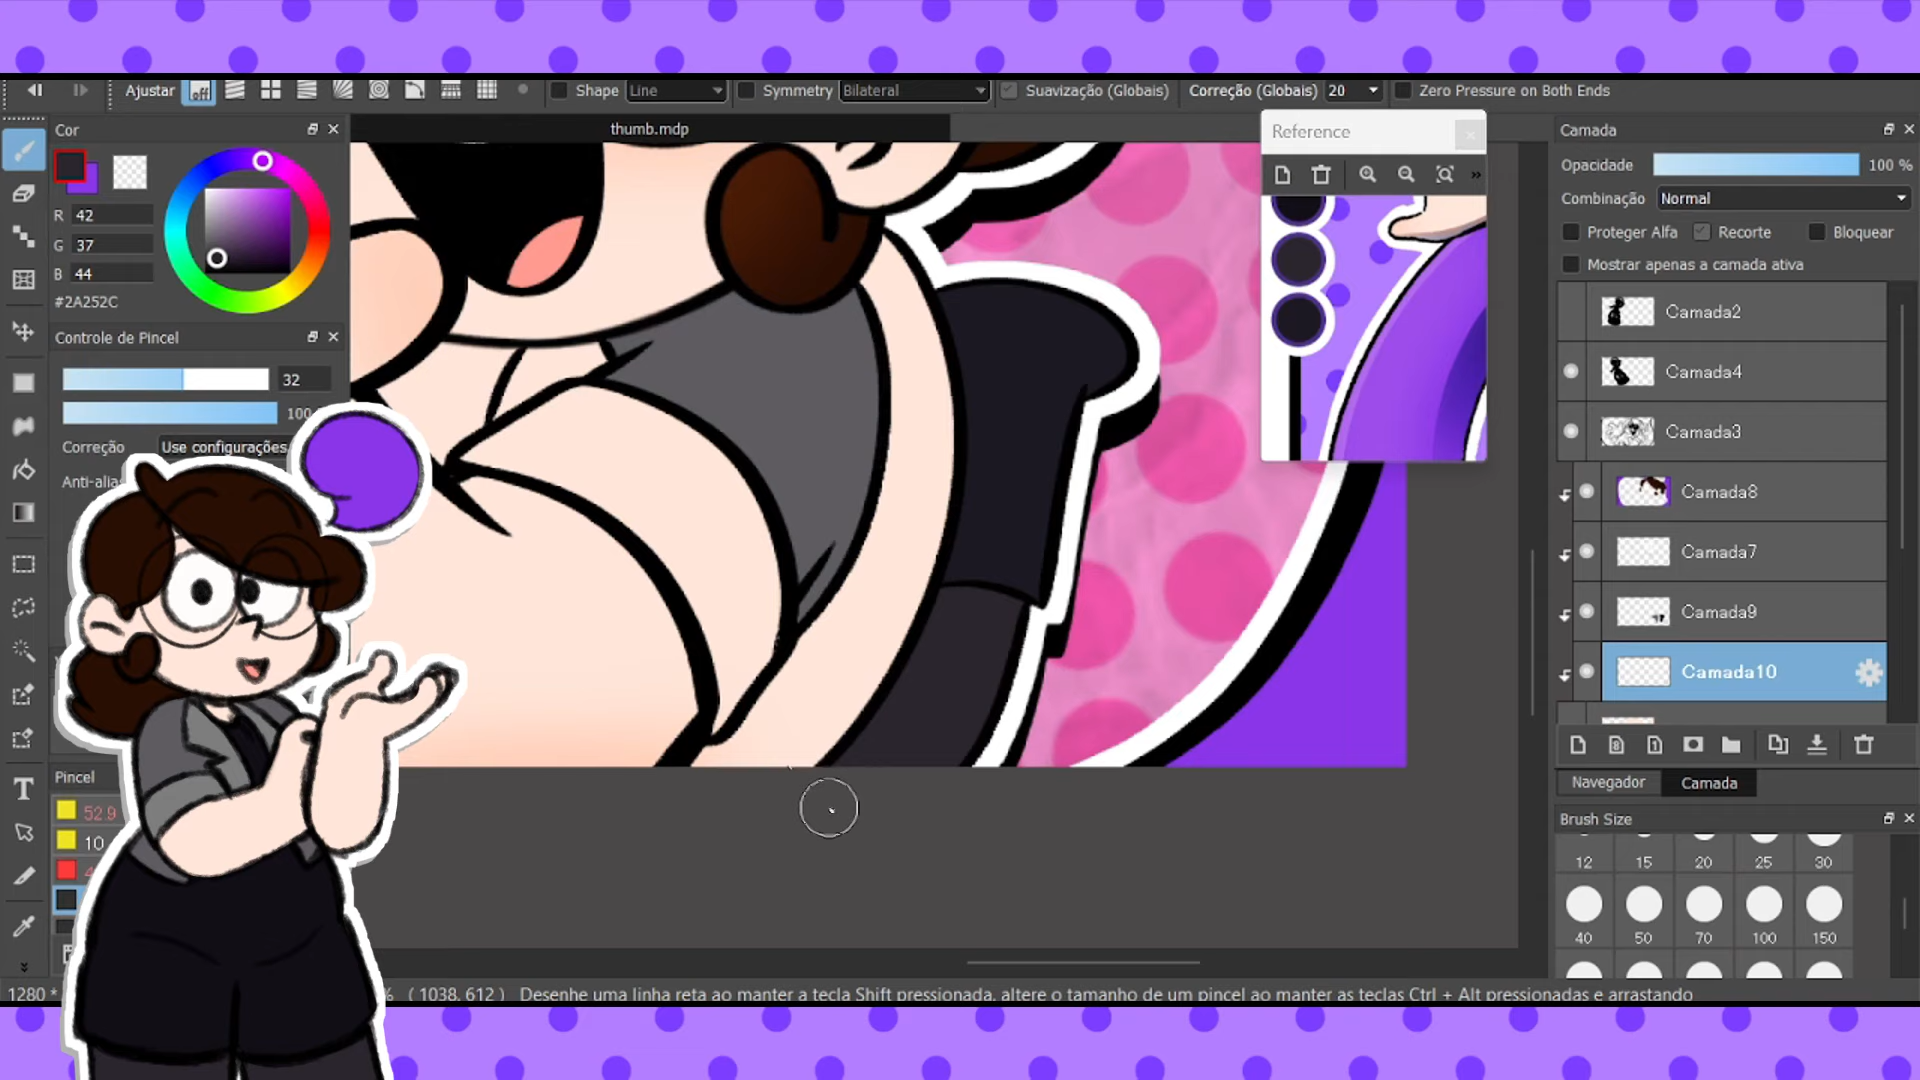 Ajustar off Shape Line Symmetry Bilateral Suavização (Globais) Correção (Globais) 20 Zero Pressure on Both Ends
Cor
thumb.mdp
Reference
Camada
Opacidade 100 %
Combinação Normal
R 42
G 37
B 44
#2A252C
Proteger Alfa Recorte Bloquear
Mostrar apenas a camada ativa
Controle de Pincel
32
100
Correção Use configurações
Camada2
Camada4
Camada3
Camada8
Camada7
Camada9
Camada10
Pincel
52.9
10
Navegador Camada
Brush Size
12 15 20 25 30
40 50 70 100 150
1280 * % ( 1038, 612 ) Desenhe uma linha reta ao manter a tecla Shift pressionada, altere o tamanho de um pincel ao manter as teclas Ctrl + Alt pressionadas e arrastando